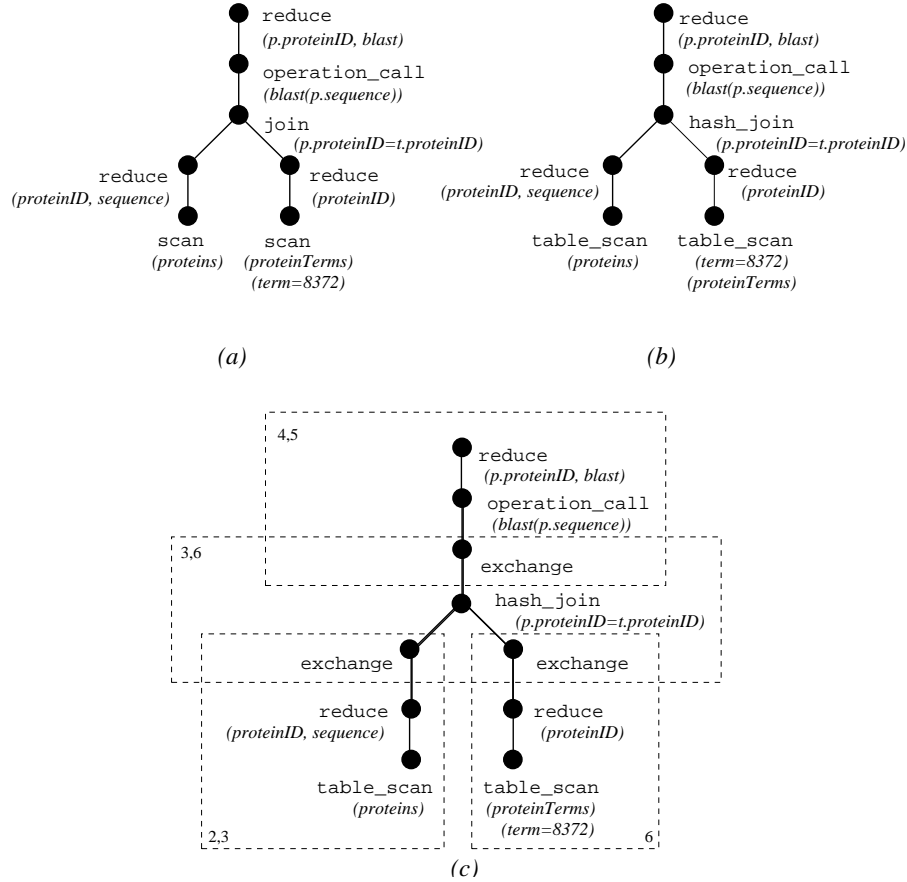 reduce
(p.proteinID, blast)
operation_call
(blast(p.sequence))
join
(p.proteinID=t.proteinID)
reduce
(proteinID, sequence)
reduce
(proteinID)
scan
(proteins)
scan
(proteinTerms)
(term=8372)
(a)
reduce
(p.proteinID, blast)
operation_call
(blast(p.sequence))
hash_join
(p.proteinID=t.proteinID)
reduce
(proteinID, sequence)
reduce
(proteinID)
table_scan
(proteins)
table_scan
(term=8372)
(proteinTerms)
(b)
4,5
reduce
(p.proteinID, blast)
operation_call
(blast(p.sequence))
3,6
exchange
hash_join
(p.proteinID=t.proteinID)
exchange
exchange
reduce
(proteinID, sequence)
reduce
(proteinID)
table_scan
(proteins)
table_scan
(proteinTerms)
(term=8372)
2,3
6
(c)